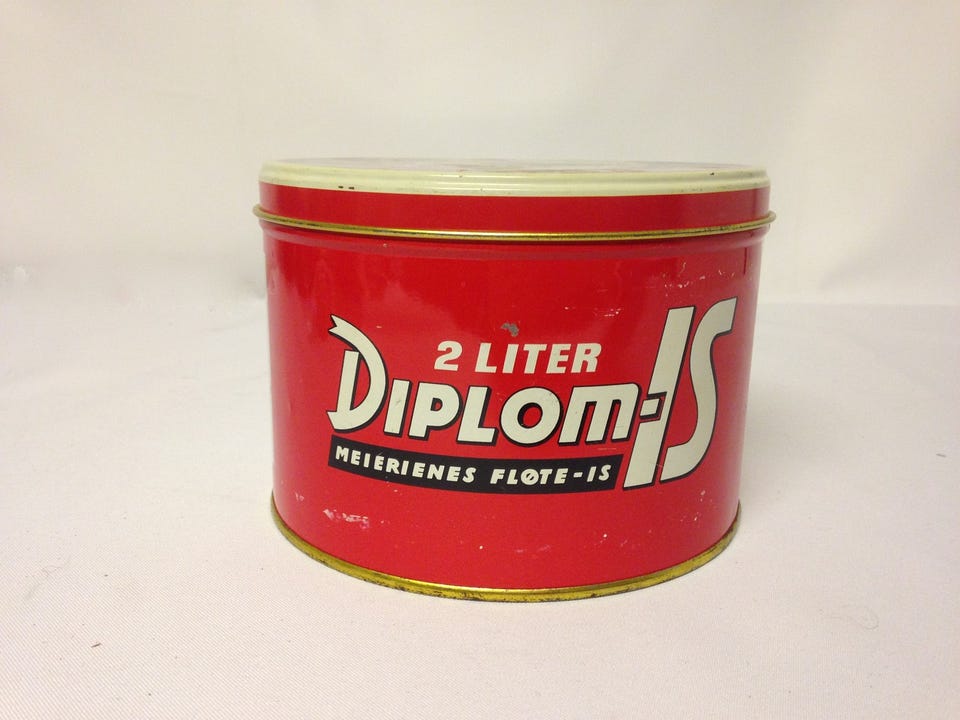 2 LITER
DIPLOM-IS
MEIERIENES FLØTE-IS